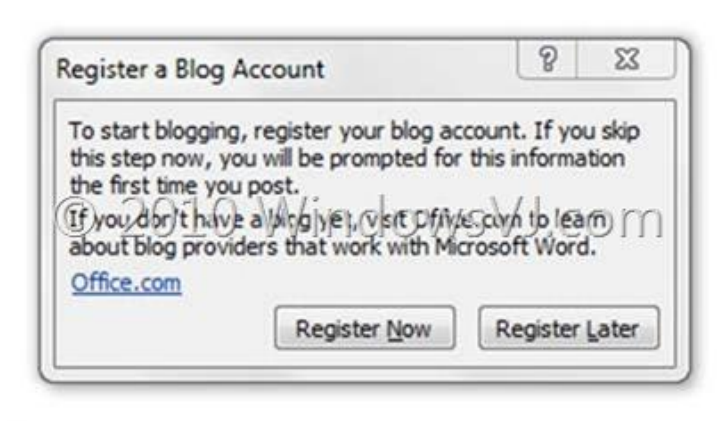 Register a Blog Account
To start blogging, register your blog account. If you skip
this step now, you will be prompted for this information
the first time you post.
If you don't have a blog yet, visit Office.com to learn
about blog providers that work with Microsoft Word.
© 2010 WindowsVJ.com
Office.com
Register Now
Register Later